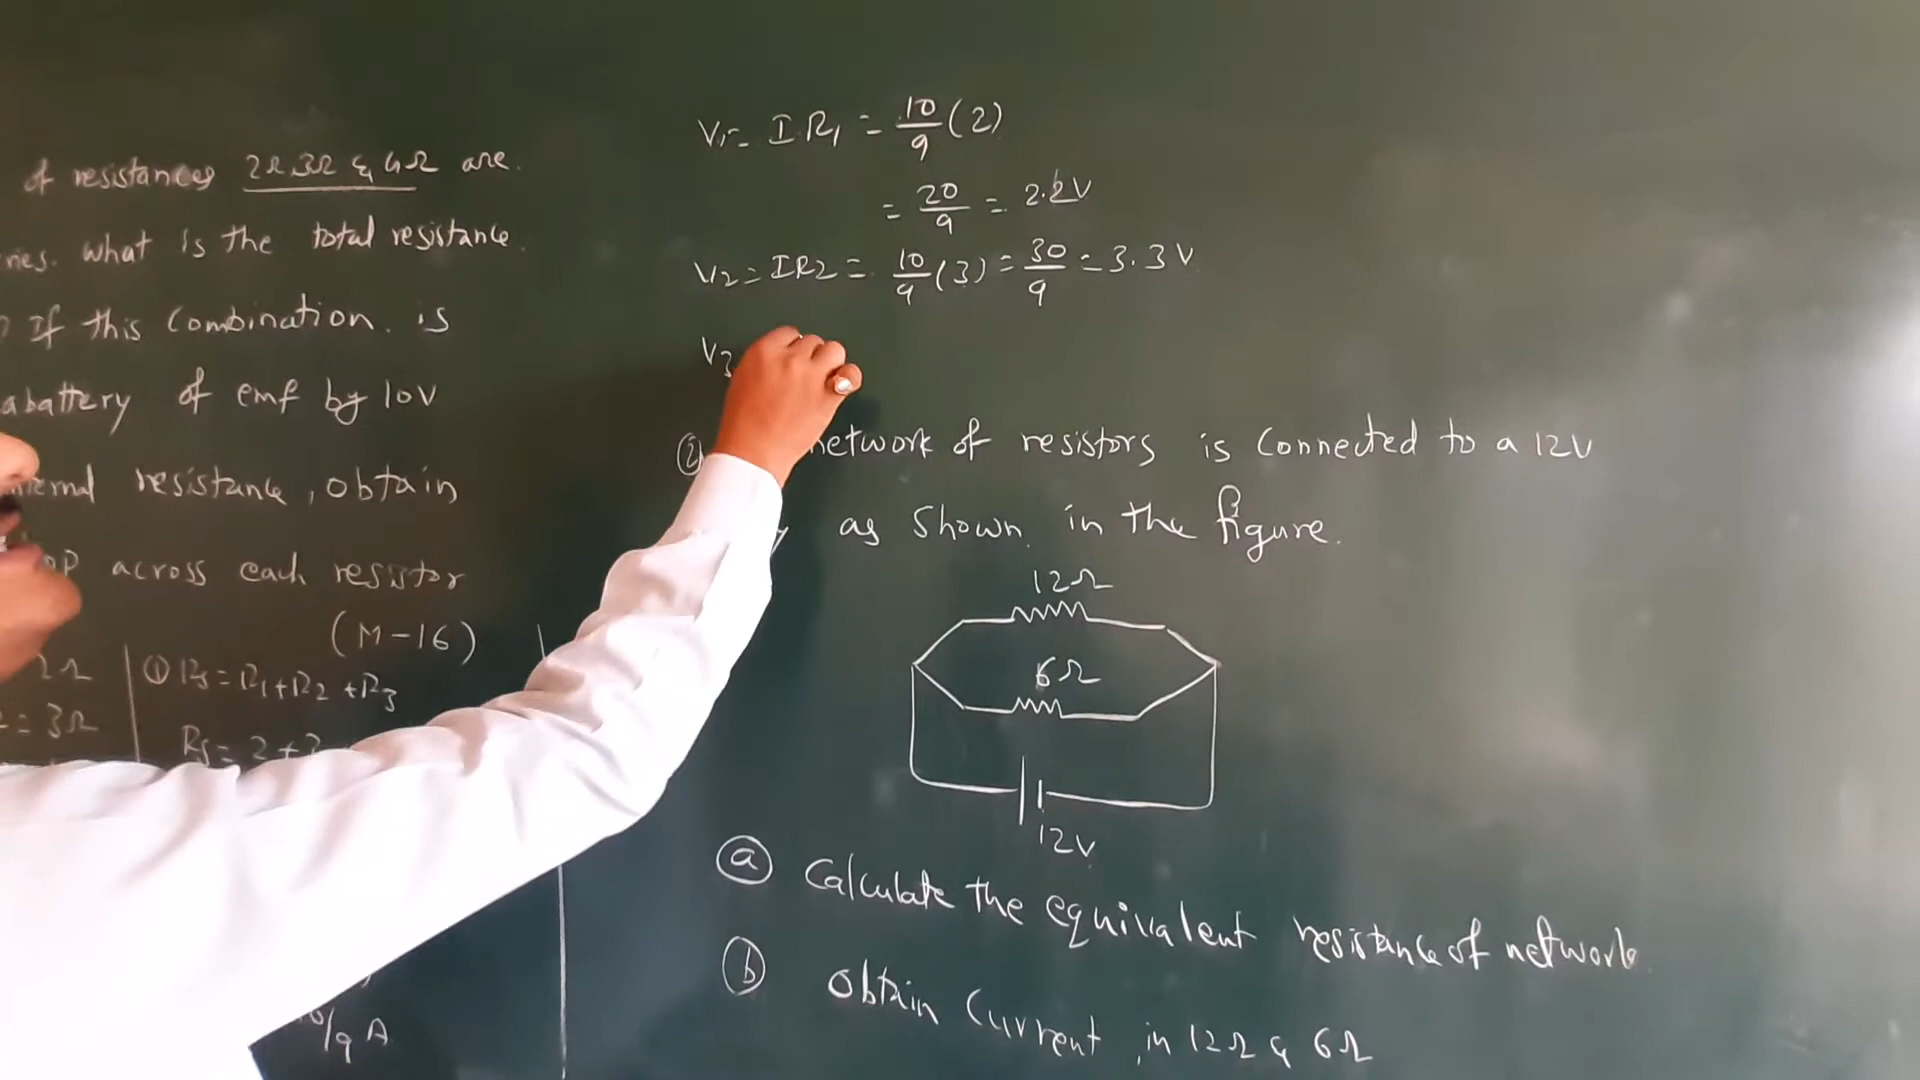 of resistances 2Ω 3Ω & 4Ω are.
what is the total resistance.
If this combination. is
a battery of emf by 10V
resistance, obtain
across each resistor
(M-16)
2Ω
① Rs = R1+R2+R3
= 3Ω
Rs = 2+3
10/9 A
V1 = IR1 = 10/9 (2)
= 20/9 = 2.2V
V2 = IR2 = 10/9 (3) = 30/9 = 3.3V
V3
② network of resistors is connected to a 12V
as shown in the figure.
12Ω
6Ω
12V
ⓐ Calculate the equivalent resistance of network.
ⓑ obtain current in 12Ω & 6Ω